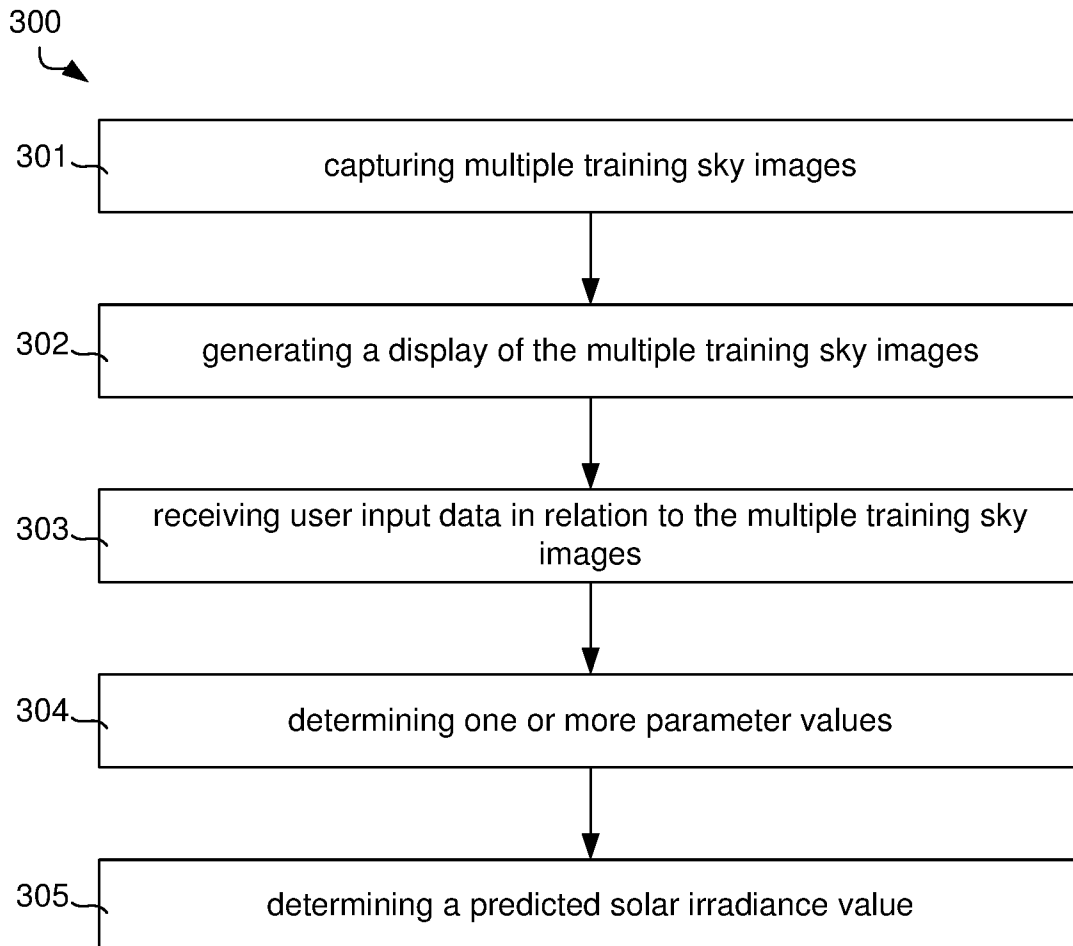 300
301
capturing multiple training sky images
302
generating a display of the multiple training sky images
303
receiving user input data in relation to the multiple training sky
images
304
determining one or more parameter values
305
determining a predicted solar irradiance value